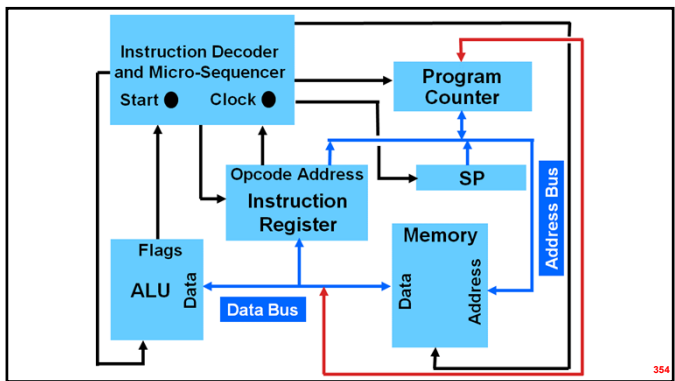 Instruction Decoder
and Micro-Sequencer
Start
Clock
Program
Counter
Opcode Address
Instruction
Register
SP
Address Bus
Flags
ALU
Data
Data Bus
Memory
Data
Address
354